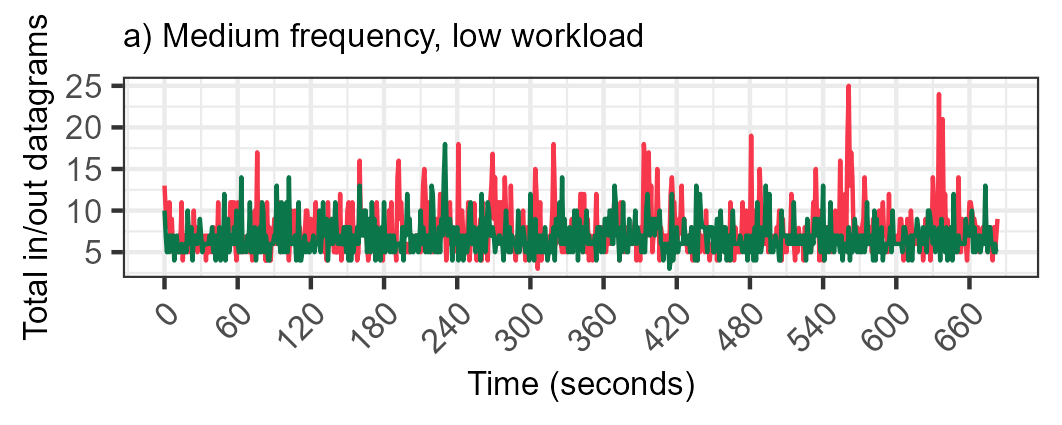 a) Medium frequency, low workload
Total in/out datagrams
25
20
15
10
5
0 60 120 180 240 300 360 420 480 540 600 660
Time (seconds)